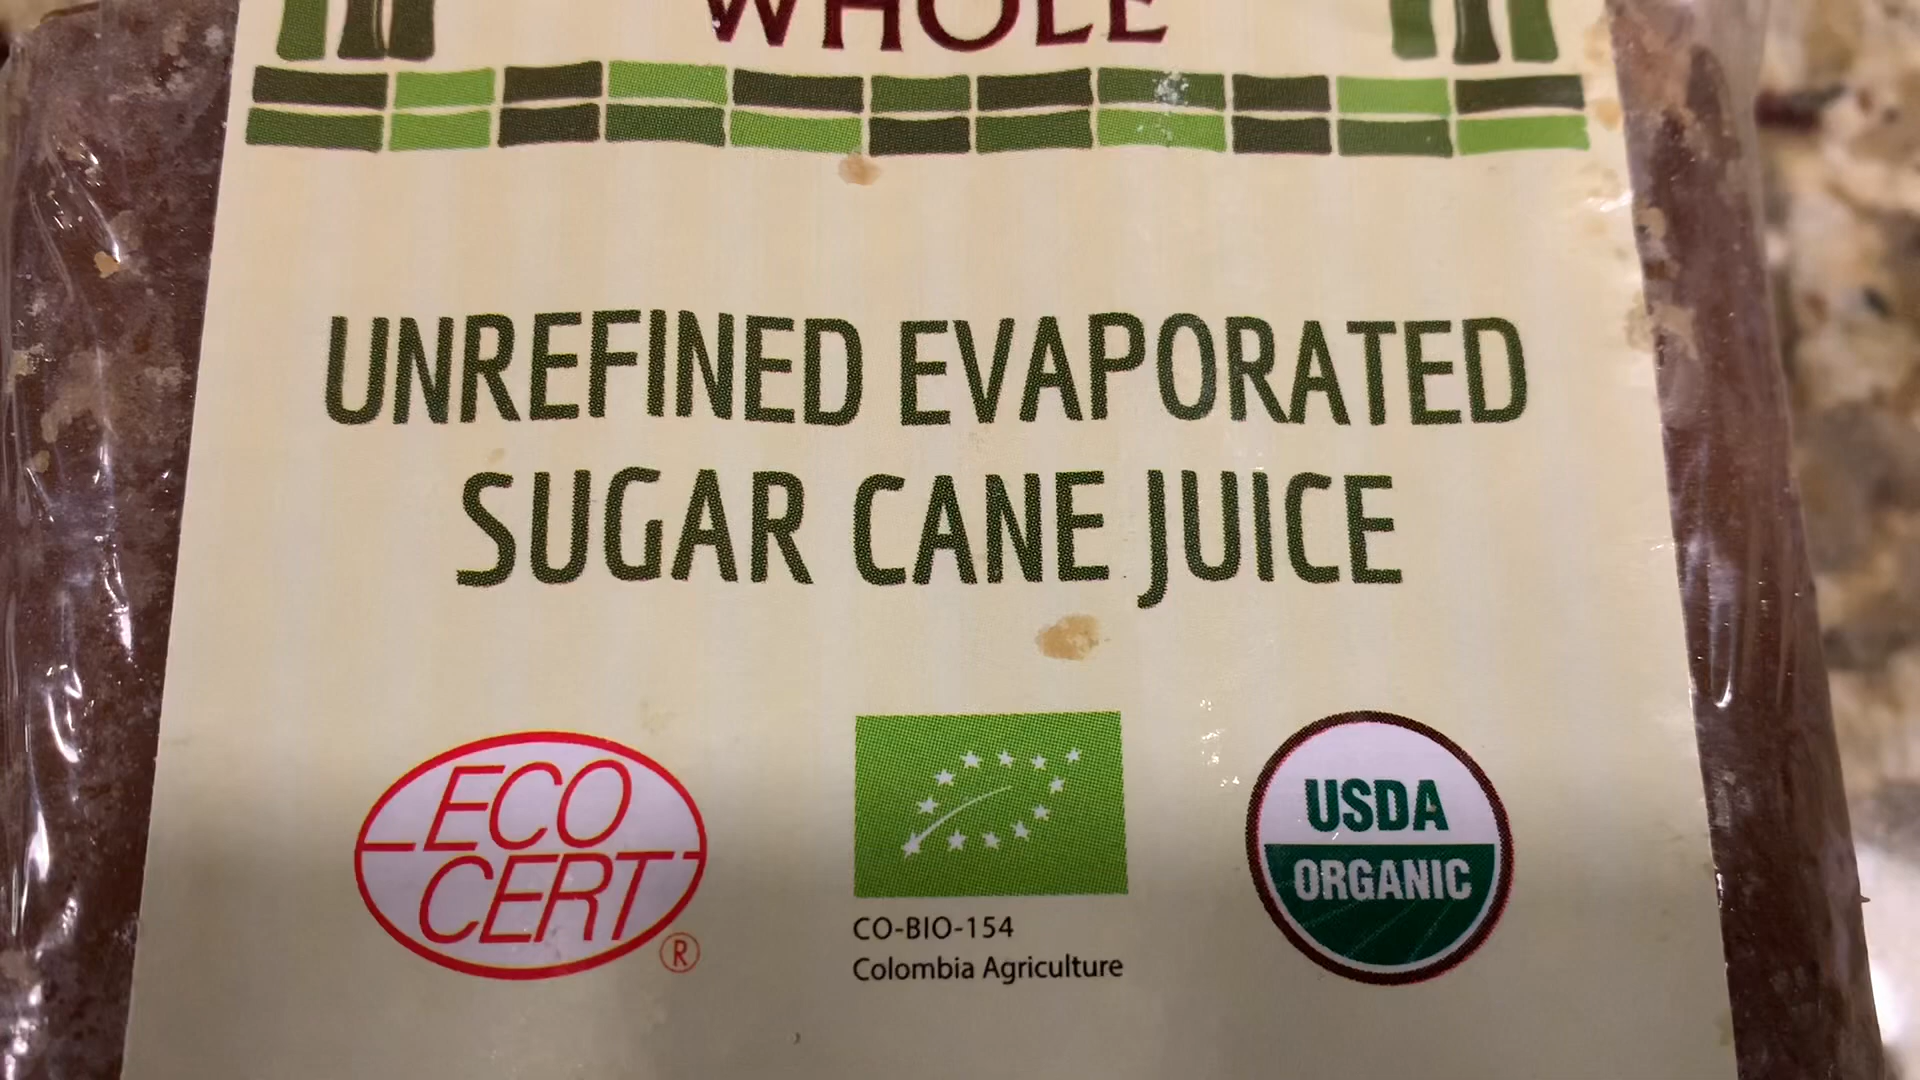 WHOLE
UNREFINED EVAPORATED
SUGAR CANE JUICE
ECO
CERT
®
CO-BIO-154
Colombia Agriculture
USDA
ORGANIC